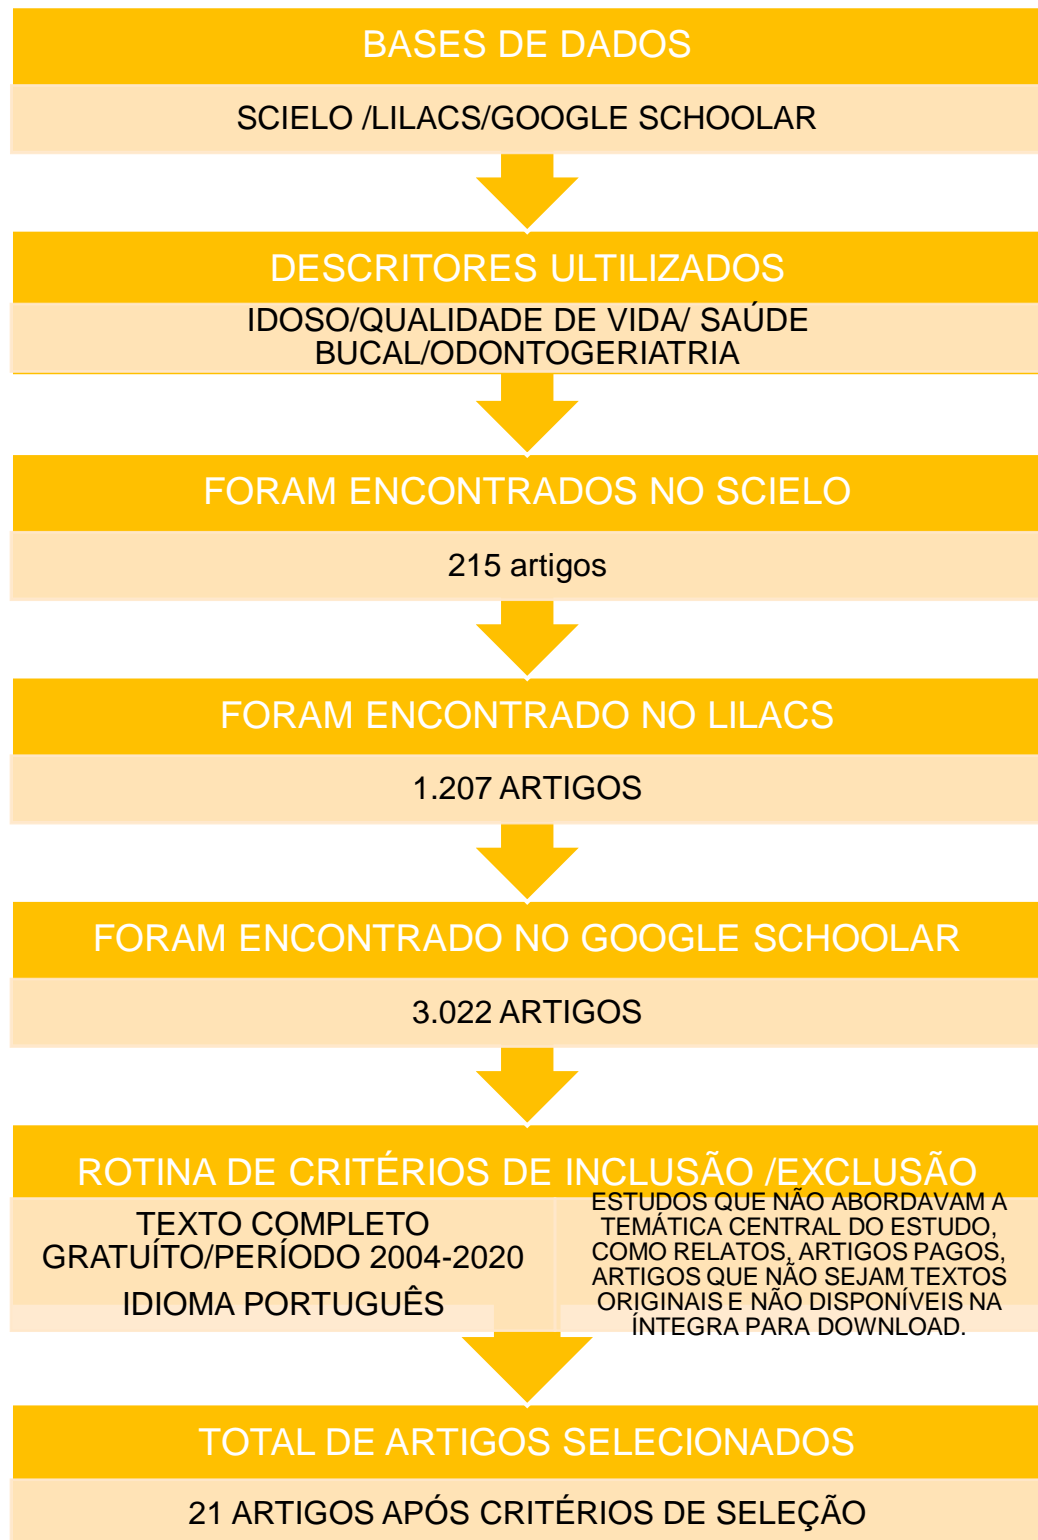 BASES DE DADOS
SCIELO /LILACS/GOOGLE SCHOOLAR
DESCRITORES ULTILIZADOS
IDOSO/QUALIDADE DE VIDA/ SAÚDE
BUCAL/ODONTOGERIATRIA
FORAM ENCONTRADOS NO SCIELO
215 artigos
FORAM ENCONTRADO NO LILACS
1.207 ARTIGOS
FORAM ENCONTRADO NO GOOGLE SCHOOLAR
3.022 ARTIGOS
ROTINA DE CRITÉRIOS DE INCLUSÃO /EXCLUSÃO
TEXTO COMPLETO
GRATUÍTO/PERÍODO 2004-2020
IDIOMA PORTUGUÊS
ESTUDOS QUE NÃO ABORDAVAM A
TEMÁTICA CENTRAL DO ESTUDO,
COMO RELATOS, ARTIGOS PAGOS,
ARTIGOS QUE NÃO SEJAM TEXTOS
ORIGINAIS E NÃO DISPONÍVEIS NA
ÍNTEGRA PARA DOWNLOAD.
TOTAL DE ARTIGOS SELECIONADOS
21 ARTIGOS APÓS CRITÉRIOS DE SELEÇÃO